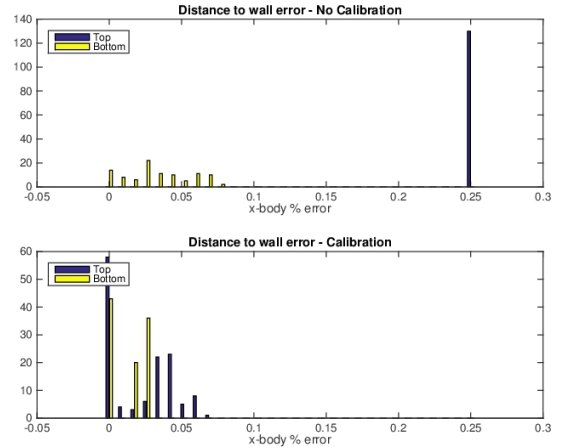 Distance to wall error - No Calibration
140
120
100
80
60
40
20
0
Top
Bottom
-0.05 0 0.05 0.1 0.15 0.2 0.25 0.3
x-body % error
Distance to wall error - Calibration
60
50
40
30
20
10
0
Top
Bottom
-0.05 0 0.05 0.1 0.15 0.2 0.25 0.3
x-body % error